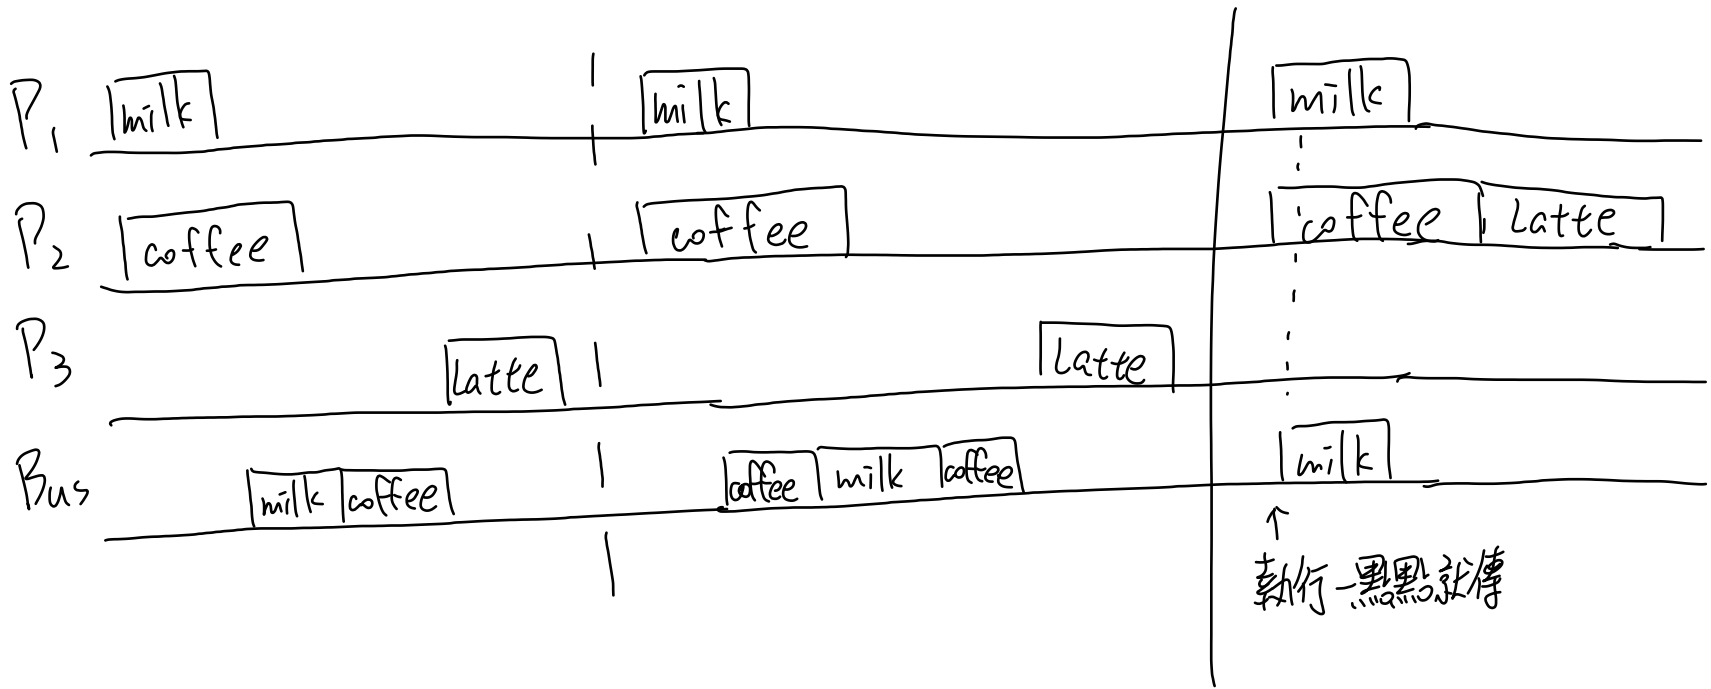 P1 milk milk milk
P2 coffee coffee coffee Latte
P3 Latte Latte
Bus milk coffee coffee milk coffee milk
執行一點點就傳